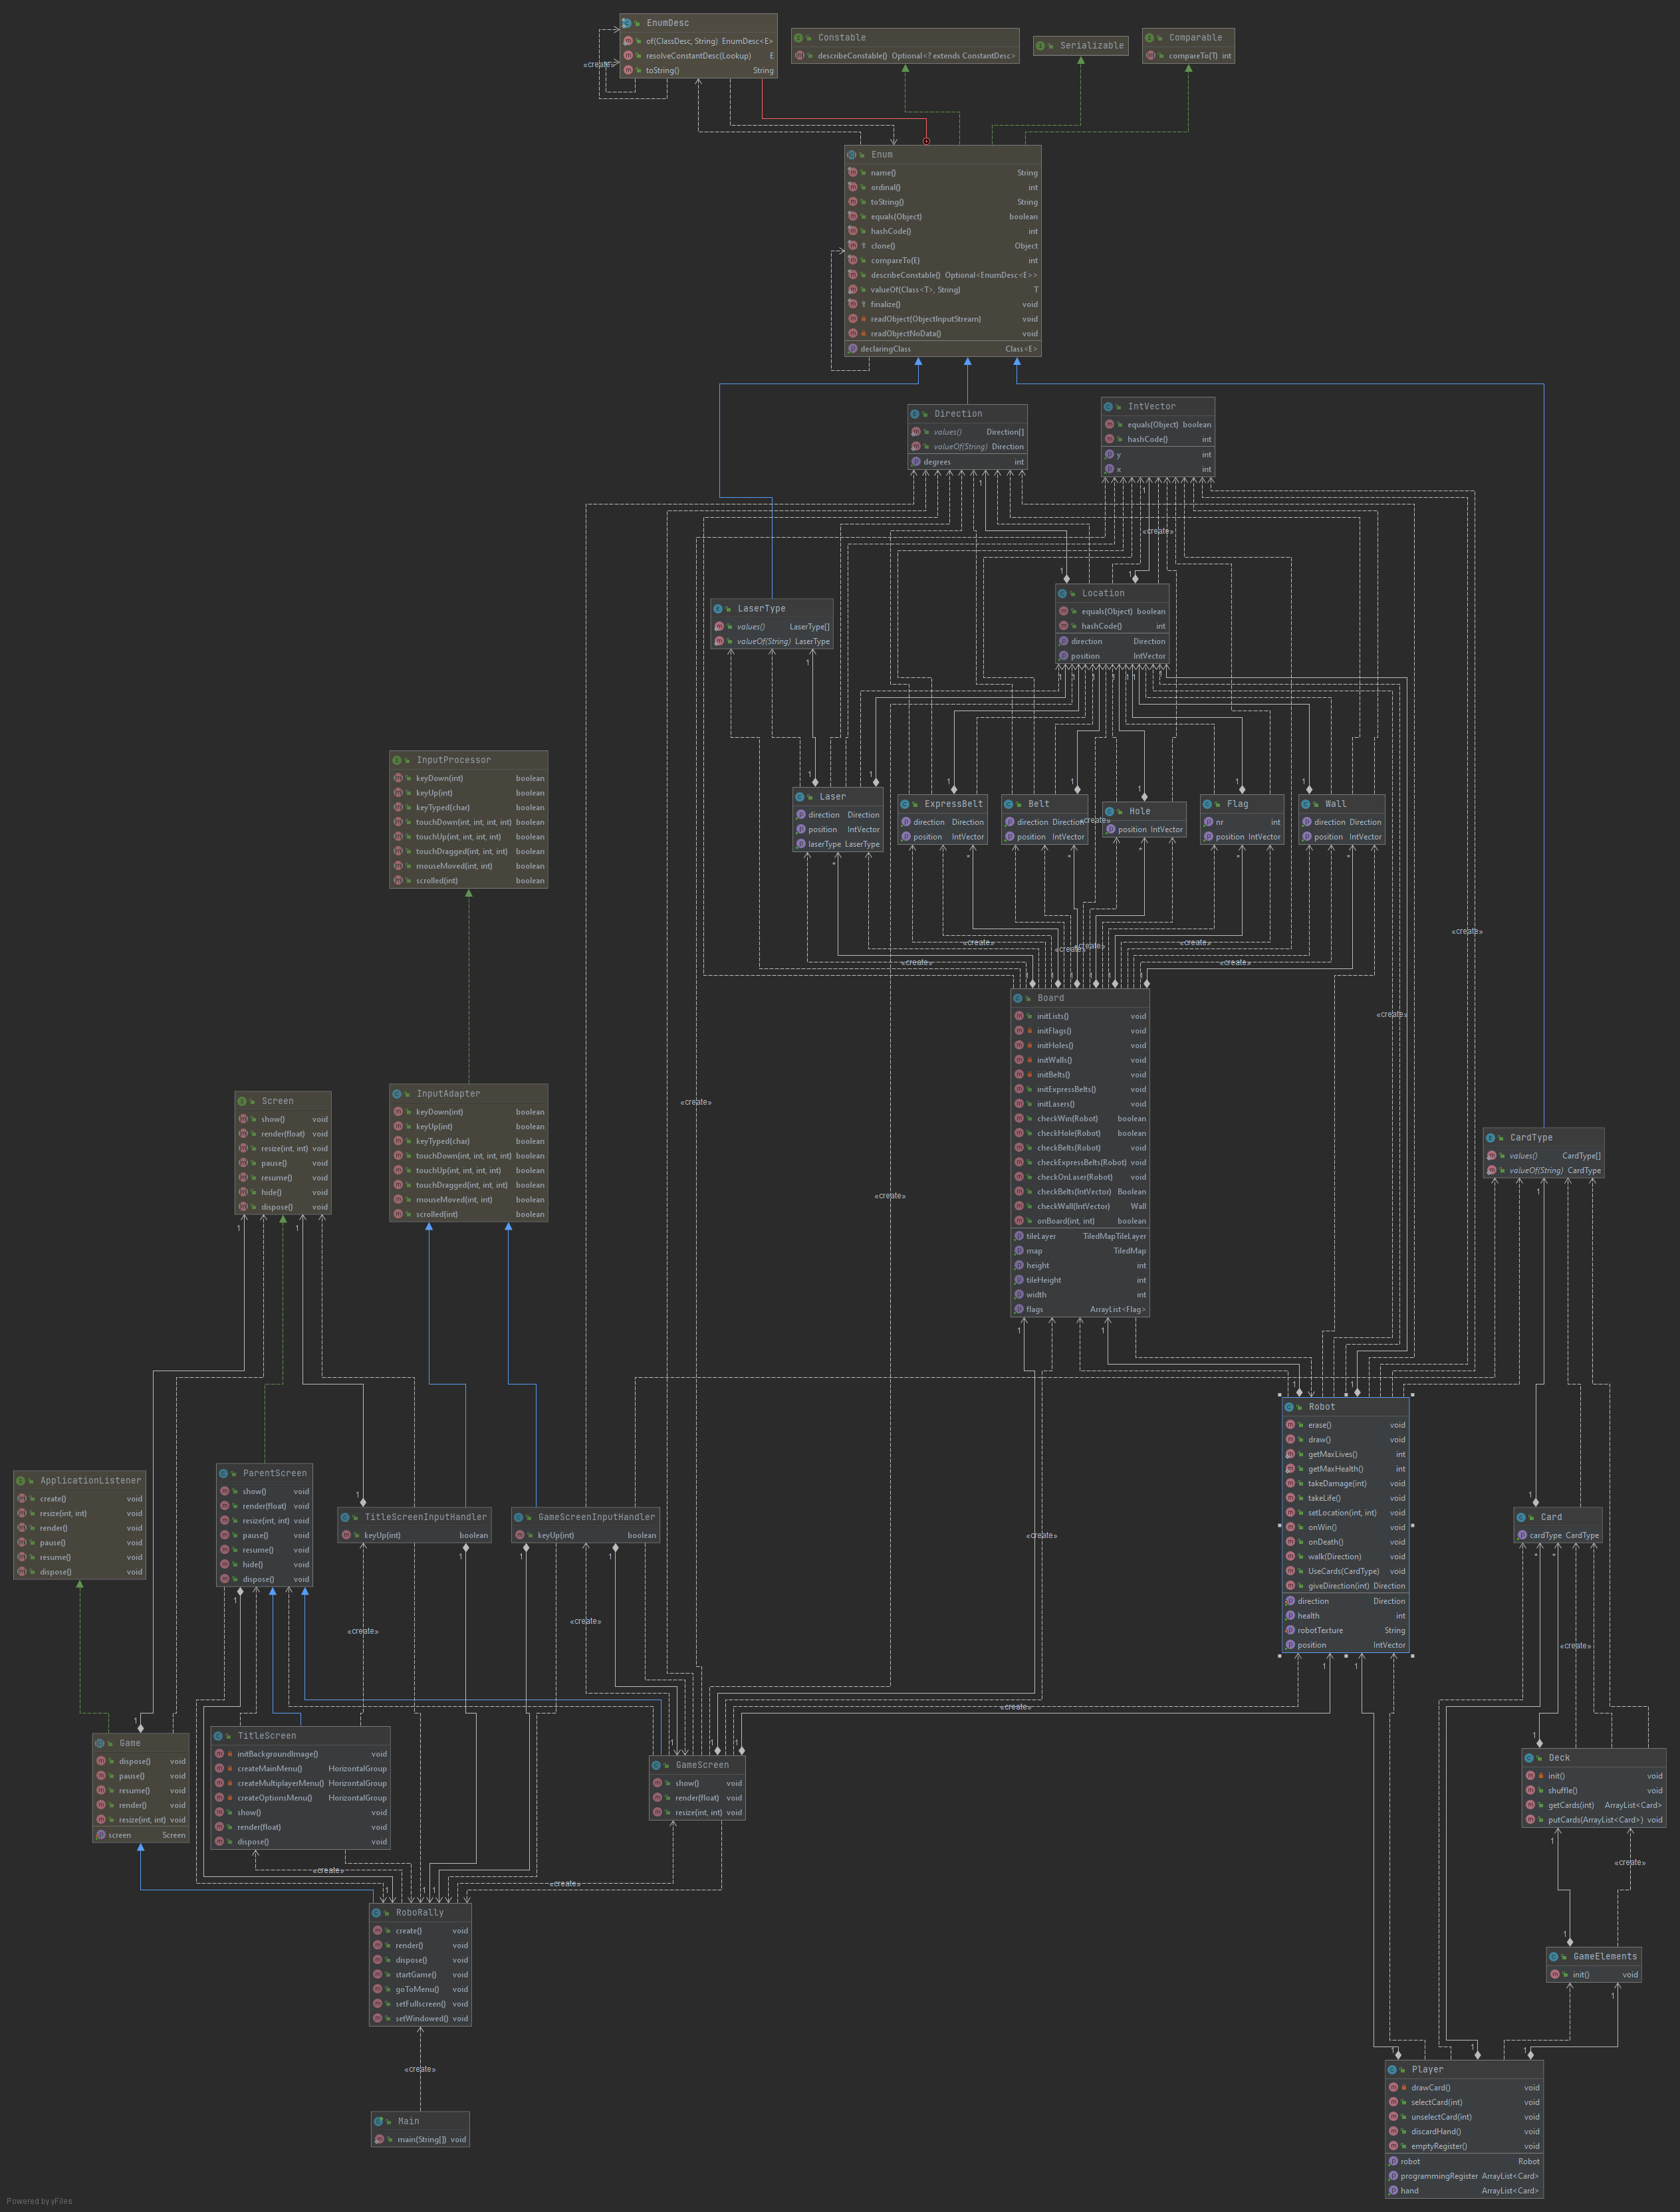 EnumDesc
of(ClassDesc, String) EnumDesc<E>
resolveConstantDesc(Lookup) E
toString() String
«create»
Constable
describeConstable() Optional<? extends ConstantDesc>
Serializable
Comparable
compareTo(T) int
Enum
name() String
ordinal() int
toString() String
equals(Object) boolean
hashCode() int
clone() Object
compareTo(E) int
describeConstable() Optional<EnumDesc<E>>
valueOf(Class<T>, String) T
finalize() void
readObject(ObjectInputStream) void
readObjectNoData() void
declaringClass Class<E>
Direction
values() Direction[]
valueOf(String) Direction
degrees int
IntVector
equals(Object) boolean
hashCode() int
y int
x int
«create»
Location
equals(Object) boolean
hashCode() int
direction Direction
position IntVector
LaserType
values() LaserType[]
valueOf(String) LaserType
InputProcessor
keyDown(int) boolean
keyUp(int) boolean
keyTyped(char) boolean
touchDown(int, int, int, int) boolean
touchUp(int, int, int, int) boolean
touchDragged(int, int, int) boolean
mouseMoved(int, int) boolean
scrolled(int) boolean
Laser
direction Direction
position IntVector
laserType LaserType
ExpressBelt
direction Direction
position IntVector
Belt
direction Direction
position IntVector
«create»
Hole
position IntVector
Flag
nr int
position IntVector
Wall
direction Direction
position IntVector
«create»
«create»
«create»
«create»
«create»
«create»
«create»
Board
initLists() void
initFlags() void
initHoles() void
initWalls() void
initBelts() void
initExpressBelts() void
initLasers() void
checkWin(Robot) boolean
checkHole(Robot) boolean
checkBelts(Robot) void
checkExpressBelts(Robot) void
checkOnLaser(Robot) void
checkBelts(IntVector) Boolean
checkWall(IntVector) Wall
onBoard(int, int) boolean
tileLayer TiledMapTileLayer
map TiledMap
height int
tileHeight int
width int
flags ArrayList<Flag>
«create»
«create»
«create»
InputAdapter
keyDown(int) boolean
keyUp(int) boolean
keyTyped(char) boolean
touchDown(int, int, int, int) boolean
touchUp(int, int, int, int) boolean
touchDragged(int, int, int) boolean
mouseMoved(int, int) boolean
scrolled(int) boolean
Screen
show() void
render(float) void
resize(int, int) void
pause() void
resume() void
hide() void
dispose() void
CardType
values() CardType[]
valueOf(String) CardType
Robot
erase() void
draw() void
getMaxLives() int
getMaxHealth() int
takeDamage(int) void
takeLife() void
setLocation(int, int) void
onWin() void
onDeath() void
walk(Direction) void
UseCards(CardType) void
giveDirection(int) Direction
direction Direction
health int
robotTexture String
position IntVector
ApplicationListener
create() void
resize(int, int) void
render() void
pause() void
resume() void
dispose() void
ParentScreen
show() void
render(float) void
resize(int, int) void
pause() void
resume() void
hide() void
dispose() void
TitleScreenInputHandler
keyUp(int) boolean
GameScreenInputHandler
keyUp(int) boolean
Card
cardType CardType
«create»
«create»
«create»
«create»
«create»
Game
dispose() void
pause() void
resume() void
render() void
resize(int, int) void
screen Screen
TitleScreen
initBackgroundImage() void
createMainMenu() HorizontalGroup
createMultiplayerMenu() HorizontalGroup
createOptionsMenu() HorizontalGroup
show() void
render(float) void
dispose() void
GameScreen
show() void
render(float) void
resize(int, int) void
Deck
init() void
shuffle() void
getCards(int) ArrayList<Card>
putCards(ArrayList<Card>) void
«create»
«create»
«create»
RoboRally
create() void
render() void
dispose() void
startGame() void
goToMenu() void
setFullscreen() void
setWindowed() void
GameElements
init() void
«create»
Main
main(String[]) void
Player
drawCard() void
selectCard(int) void
unselectCard(int) void
discardHand() void
emptyRegister() void
robot Robot
programmingRegister ArrayList<Card>
hand ArrayList<Card>
Powered by yFiles